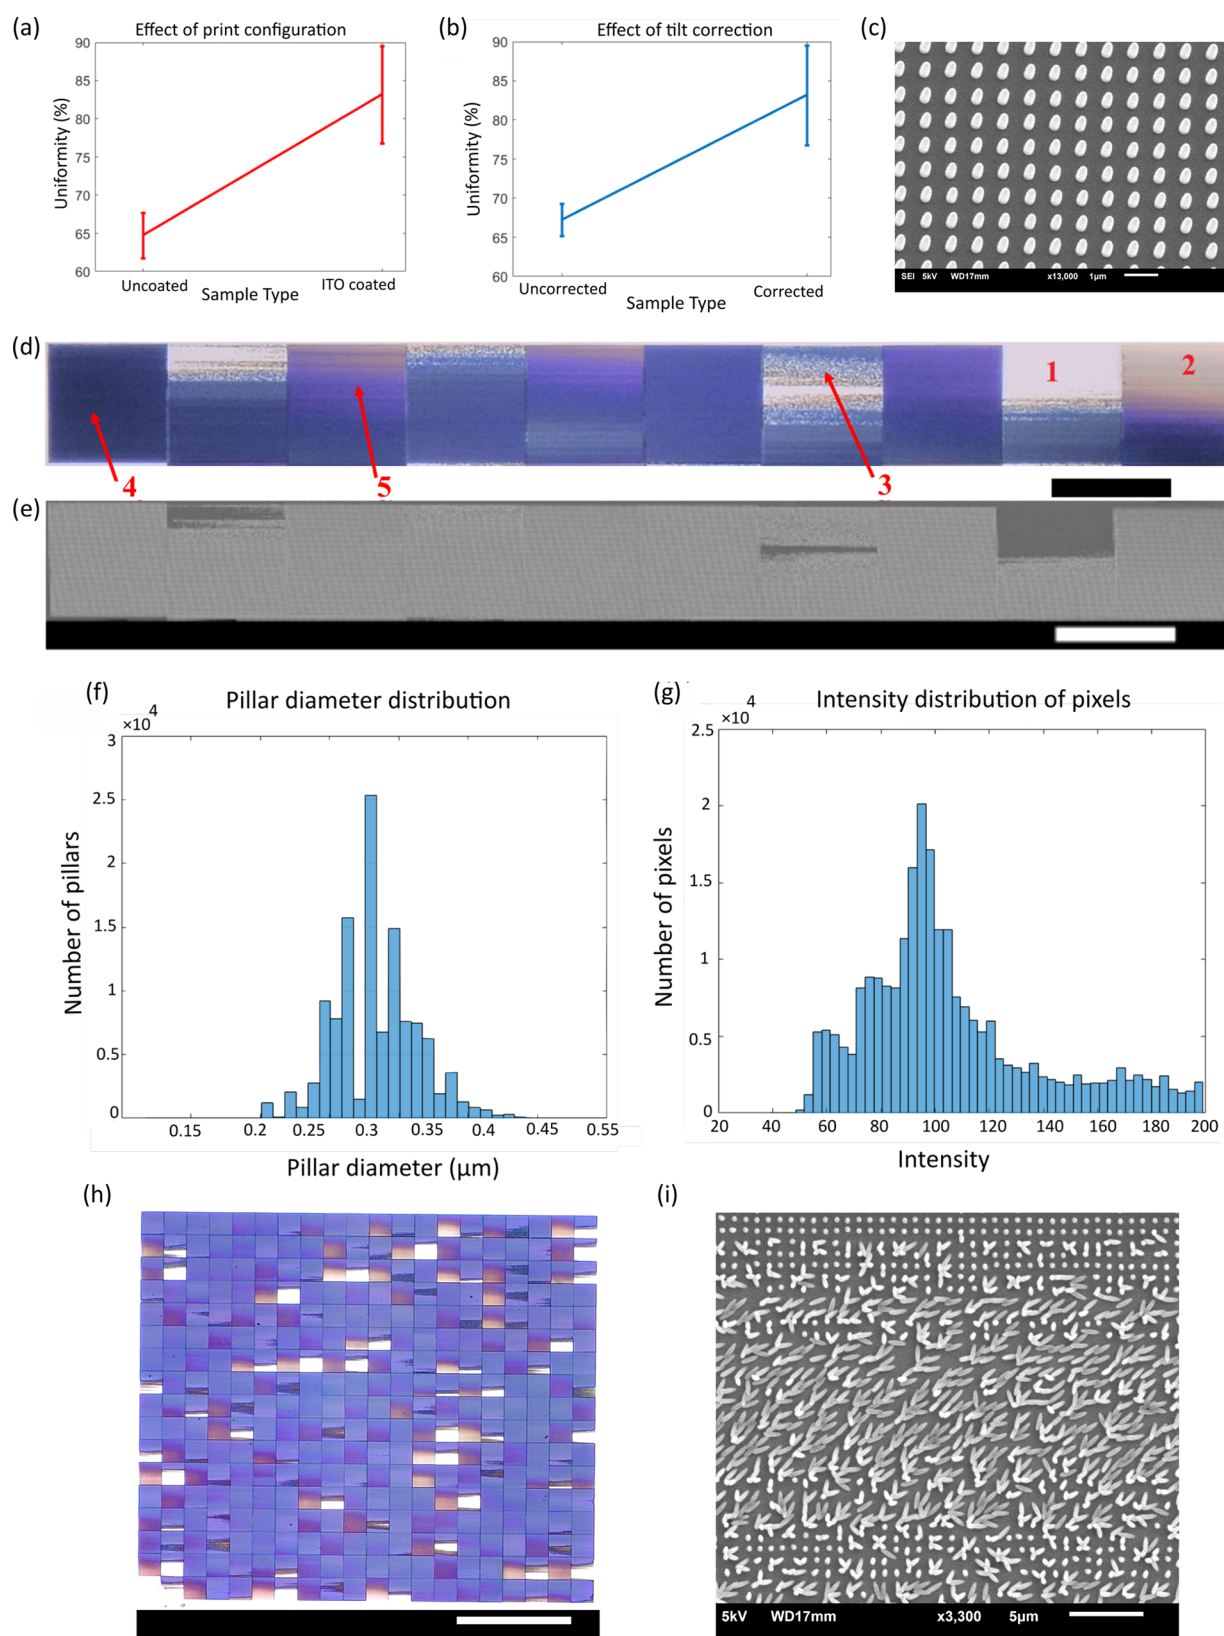 (a)
Effect of print configuration
90
85
80
75
70
65
60
Uniformity (%)
Uncoated
ITO coated
Sample Type
(b)
Effect of tilt correction
90
85
80
75
70
65
60
Uniformity (%)
Uncorrected
Corrected
Sample Type
(c)
SEI 5kV WD17mm x13,000 1µm
(d)
1
2
4
5
3
(e)
(f)
Pillar diameter distribution
×10 4
3
2.5
2
1.5
1
0.5
0
Number of pillars
0.15 0.2 0.3 0.35 0.4 0.45 0.55
Pillar diameter (µm)
(g)
Intensity distribution of pixels
×10 4
2.5
2
1.5
1
0.5
0
Number of pixels
20 40 60 80 100 120 140 160 180 200
Intensity
(h)
(i)
5kV WD17mm x3,300 5µm